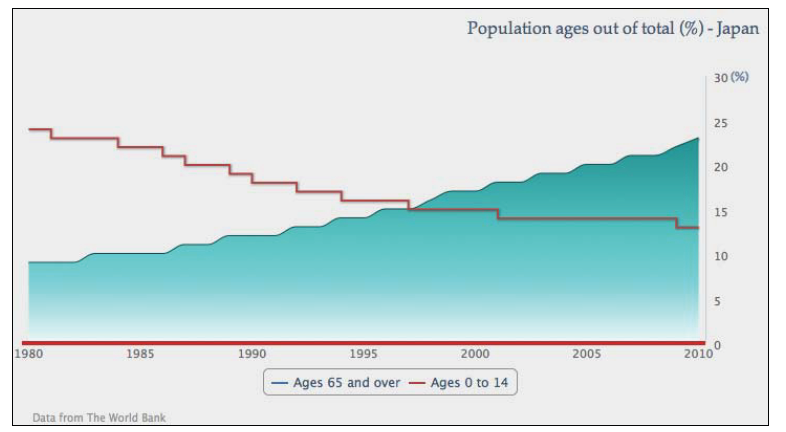 Population ages out of total (%) - Japan
30 (%)
25
20
15
10
5
0
1980 1985 1990 1995 2000 2005 2010
Ages 65 and over Ages 0 to 14
Data from The World Bank